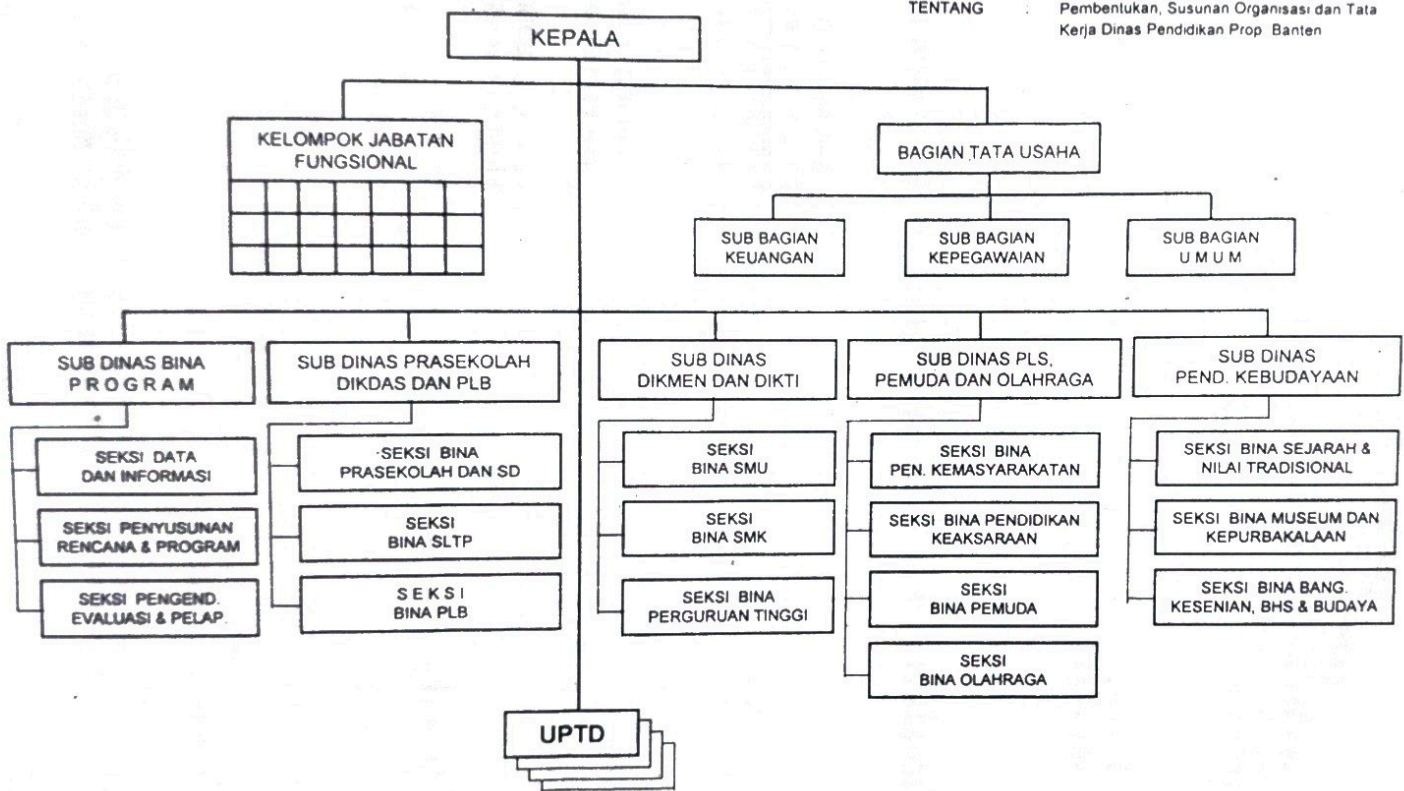 TENTANG : Pembentukan, Susunan Organisasi dan Tata
Kerja Dinas Pendidikan Prop Banten
KEPALA
KELOMPOK JABATAN
FUNGSIONAL
BAGIAN TATA USAHA
SUB BAGIAN
KEUANGAN
SUB BAGIAN
KEPEGAWAIAN
SUB BAGIAN
U M U M
SUB DINAS BINA
P R O G R A M
SEKSI DATA
DAN INFORMASI
SEKSI PENYUSUNAN
RENCANA & PROGRAM
SEKSI PENGEND.
EVALUASI & PELAP.
SUB DINAS PRASEKOLAH
DIKDAS DAN PLB
SEKSI BINA
PRASEKOLAH DAN SD
SEKSI
BINA SLTP
S E K S I
BINA PLB
SUB DINAS
DIKMEN DAN DIKTI
SEKSI
BINA SMU
SEKSI
BINA SMK
SEKSI BINA
PERGURUAN TINGGI
SUB DINAS PLS,
PEMUDA DAN OLAHRAGA
SEKSI BINA
PEN. KEMASYARAKATAN
SEKSI BINA PENDIDIKAN
KEAKSARAAN
SEKSI
BINA PEMUDA
SEKSI
BINA OLAHRAGA
SUB DINAS
PEND. KEBUDAYAAN
SEKSI BINA SEJARAH &
NILAI TRADISIONAL
SEKSI BINA MUSEUM DAN
KEPURBAKALAAN
SEKSI BINA BANG.
KESENIAN, BHS & BUDAYA
UPTD